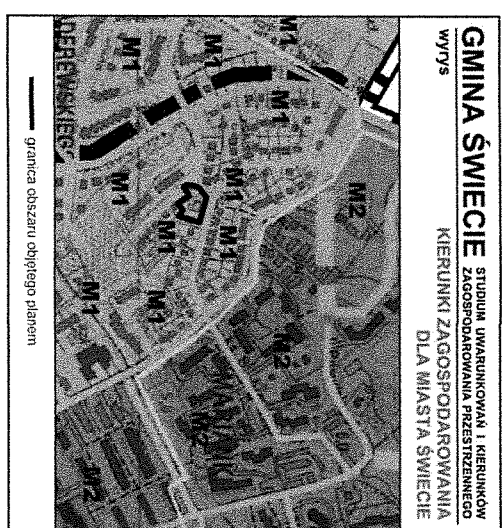 GMINA ŚWIECIE STUDIUM UWARUNKOWAŃ I KIERUNKÓW
ZAGOSPODAROWANIA PRZESTRZENNEGO
wyrys
KIERUNKI ZAGOSPODAROWANIA
DLA MIASTA ŚWIECIE
M1
M1
M1
M2
M1
M1
M1
M1
M1
M1
M2
M2
M2
granica obszaru objętego planem